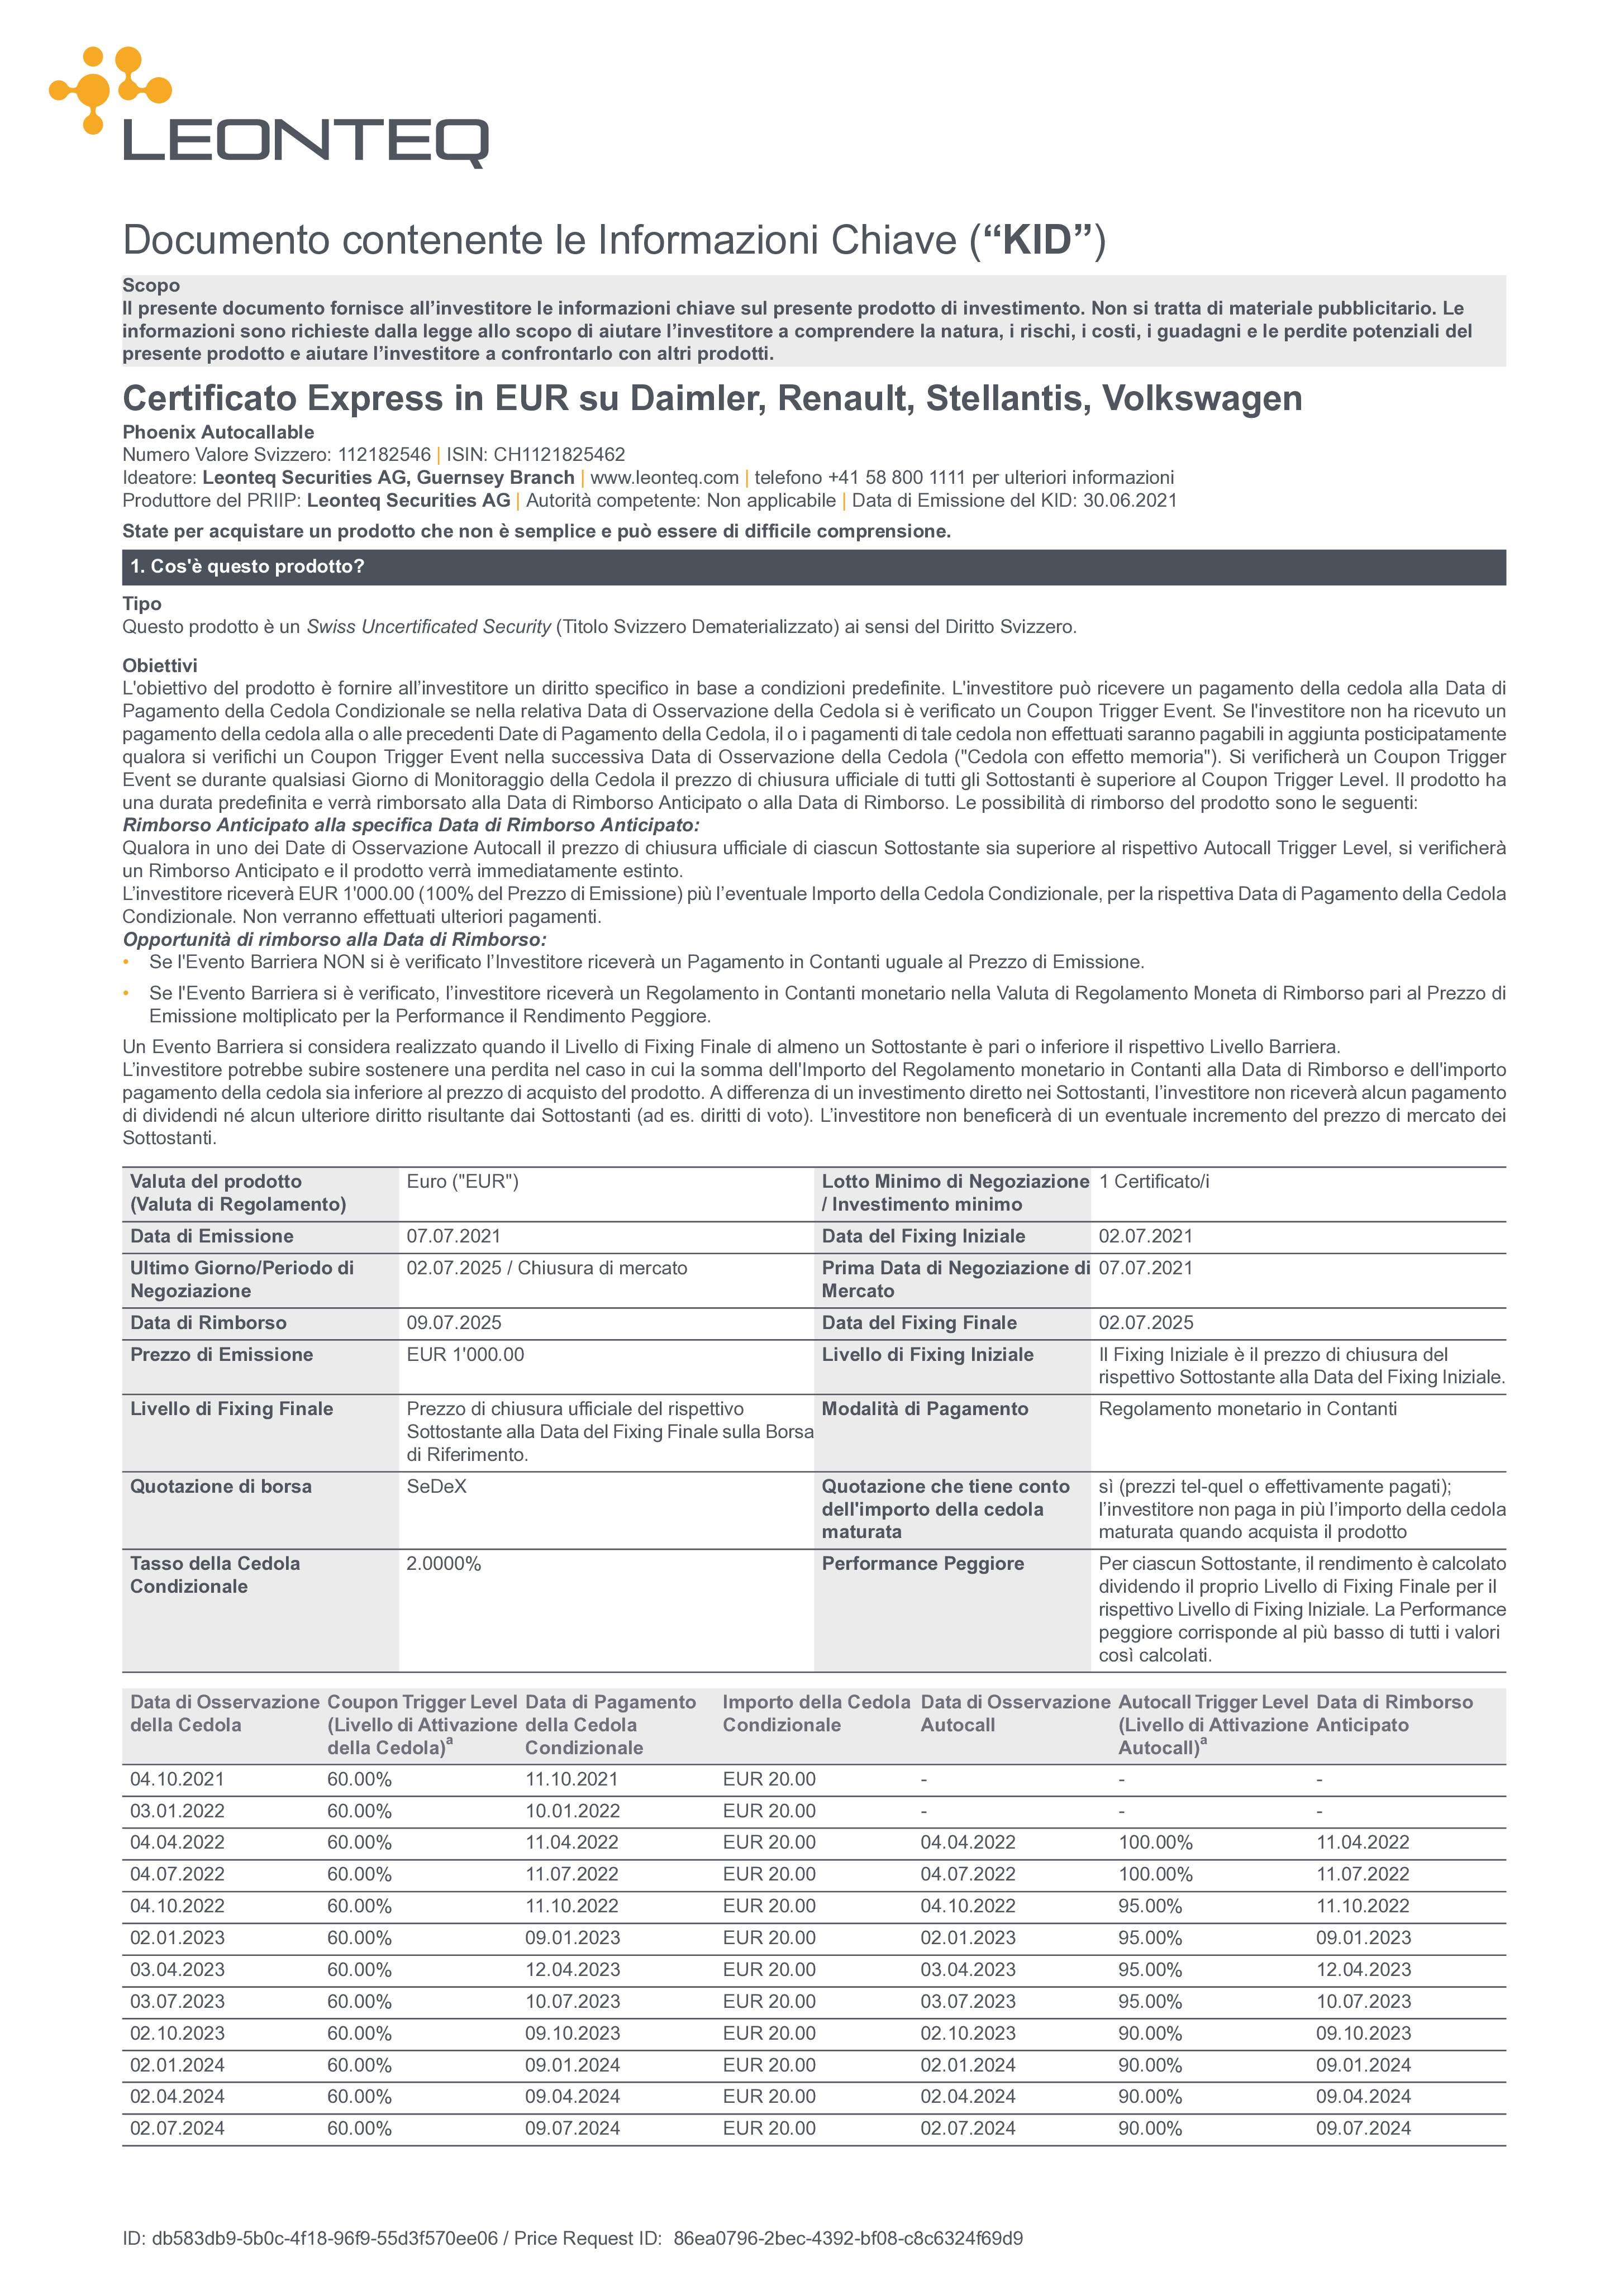 LEONTEQ
Documento contenente le Informazioni Chiave (“KID”)
Scopo
Il presente documento fornisce all’investitore le informazioni chiave sul presente prodotto di investimento. Non si tratta di materiale pubblicitario. Le
informazioni sono richieste dalla legge allo scopo di aiutare l’investitore a comprendere la natura, i rischi, i costi, i guadagni e le perdite potenziali del
presente prodotto e aiutare l’investitore a confrontarlo con altri prodotti.
Certificato Express in EUR su Daimler, Renault, Stellantis, Volkswagen
Phoenix Autocallable
Numero Valore Svizzero: 112182546 | ISIN: CH1121825462
Ideatore: Leonteq Securities AG, Guernsey Branch | www.leonteq.com | telefono +41 58 800 1111 per ulteriori informazioni
Produttore del PRIIP: Leonteq Securities AG | Autorità competente: Non applicabile | Data di Emissione del KID: 30.06.2021
State per acquistare un prodotto che non è semplice e può essere di difficile comprensione.
1. Cos'è questo prodotto?
Tipo
Questo prodotto è un Swiss Uncertificated Security (Titolo Svizzero Dematerializzato) ai sensi del Diritto Svizzero.
Obiettivi
L'obiettivo del prodotto è fornire all’investitore un diritto specifico in base a condizioni predefinite. L'investitore può ricevere un pagamento della cedola alla Data di
Pagamento della Cedola Condizionale se nella relativa Data di Osservazione della Cedola si è verificato un Coupon Trigger Event. Se l'investitore non ha ricevuto un
pagamento della cedola alla o alle precedenti Date di Pagamento della Cedola, il o i pagamenti di tale cedola non effettuati saranno pagabili in aggiunta posticipatamente
qualora si verifichi un Coupon Trigger Event nella successiva Data di Osservazione della Cedola ("Cedola con effetto memoria"). Si verificherà un Coupon Trigger
Event se durante qualsiasi Giorno di Monitoraggio della Cedola il prezzo di chiusura ufficiale di tutti gli Sottostanti è superiore al Coupon Trigger Level. Il prodotto ha
una durata predefinita e verrà rimborsato alla Data di Rimborso Anticipato o alla Data di Rimborso. Le possibilità di rimborso del prodotto sono le seguenti:
Rimborso Anticipato alla specifica Data di Rimborso Anticipato:
Qualora in uno dei Date di Osservazione Autocall il prezzo di chiusura ufficiale di ciascun Sottostante sia superiore al rispettivo Autocall Trigger Level, si verificherà
un Rimborso Anticipato e il prodotto verrà immediatamente estinto.
L’investitore riceverà EUR 1'000.00 (100% del Prezzo di Emissione) più l’eventuale Importo della Cedola Condizionale, per la rispettiva Data di Pagamento della Cedola
Condizionale. Non verranno effettuati ulteriori pagamenti.
Opportunità di rimborso alla Data di Rimborso:
• Se l'Evento Barriera NON si è verificato l’Investitore riceverà un Pagamento in Contanti uguale al Prezzo di Emissione.
• Se l'Evento Barriera si è verificato, l’investitore riceverà un Regolamento in Contanti monetario nella Valuta di Regolamento Moneta di Rimborso pari al Prezzo di
Emissione moltiplicato per la Performance il Rendimento Peggiore.
Un Evento Barriera si considera realizzato quando il Livello di Fixing Finale di almeno un Sottostante è pari o inferiore il rispettivo Livello Barriera.
L’investitore potrebbe subire sostenere una perdita nel caso in cui la somma dell'Importo del Regolamento monetario in Contanti alla Data di Rimborso e dell'importo
pagamento della cedola sia inferiore al prezzo di acquisto del prodotto. A differenza di un investimento diretto nei Sottostanti, l’investitore non riceverà alcun pagamento
di dividendi né alcun ulteriore diritto risultante dai Sottostanti (ad es. diritti di voto). L’investitore non beneficerà di un eventuale incremento del prezzo di mercato dei
Sottostanti.
Valuta del prodotto Euro ("EUR") Lotto Minimo di Negoziazione 1 Certificato/i
(Valuta di Regolamento) / Investimento minimo
Data di Emissione 07.07.2021 Data del Fixing Iniziale 02.07.2021
Ultimo Giorno/Periodo di 02.07.2025 / Chiusura di mercato Prima Data di Negoziazione di 07.07.2021
Negoziazione Mercato
Data di Rimborso 09.07.2025 Data del Fixing Finale 02.07.2025
Prezzo di Emissione EUR 1'000.00 Livello di Fixing Iniziale Il Fixing Iniziale è il prezzo di chiusura del
rispettivo Sottostante alla Data del Fixing Iniziale.
Livello di Fixing Finale Prezzo di chiusura ufficiale del rispettivo Modalità di Pagamento Regolamento monetario in Contanti
Sottostante alla Data del Fixing Finale sulla Borsa
di Riferimento.
Quotazione di borsa SeDeX Quotazione che tiene conto sì (prezzi tel-quel o effettivamente pagati);
dell'importo della cedola l’investitore non paga in più l’importo della cedola
maturata maturata quando acquista il prodotto
Tasso della Cedola 2.0000% Performance Peggiore Per ciascun Sottostante, il rendimento è calcolato
Condizionale dividendo il proprio Livello di Fixing Finale per il
rispettivo Livello di Fixing Iniziale. La Performance
peggiore corrisponde al più basso di tutti i valori
così calcolati.
Data di Osservazione Coupon Trigger Level Data di Pagamento Importo della Cedola Data di Osservazione Autocall Trigger Level Data di Rimborso
della Cedola (Livello di Attivazione della Cedola Condizionale Autocall (Livello di Attivazione Anticipato
della Cedola)a Condizionale Autocall)a
04.10.2021 60.00% 11.10.2021 EUR 20.00 - - -
03.01.2022 60.00% 10.01.2022 EUR 20.00 - - -
04.04.2022 60.00% 11.04.2022 EUR 20.00 04.04.2022 100.00% 11.04.2022
04.07.2022 60.00% 11.07.2022 EUR 20.00 04.07.2022 100.00% 11.07.2022
04.10.2022 60.00% 11.10.2022 EUR 20.00 04.10.2022 95.00% 11.10.2022
02.01.2023 60.00% 09.01.2023 EUR 20.00 02.01.2023 95.00% 09.01.2023
03.04.2023 60.00% 12.04.2023 EUR 20.00 03.04.2023 95.00% 12.04.2023
03.07.2023 60.00% 10.07.2023 EUR 20.00 03.07.2023 95.00% 10.07.2023
02.10.2023 60.00% 09.10.2023 EUR 20.00 02.10.2023 90.00% 09.10.2023
02.01.2024 60.00% 09.01.2024 EUR 20.00 02.01.2024 90.00% 09.01.2024
02.04.2024 60.00% 09.04.2024 EUR 20.00 02.04.2024 90.00% 09.04.2024
02.07.2024 60.00% 09.07.2024 EUR 20.00 02.07.2024 90.00% 09.07.2024
ID: db583db9-5b0c-4f18-96f9-55d3f570ee06 / Price Request ID: 86ea0796-2bec-4392-bf08-c8c6324f69d9